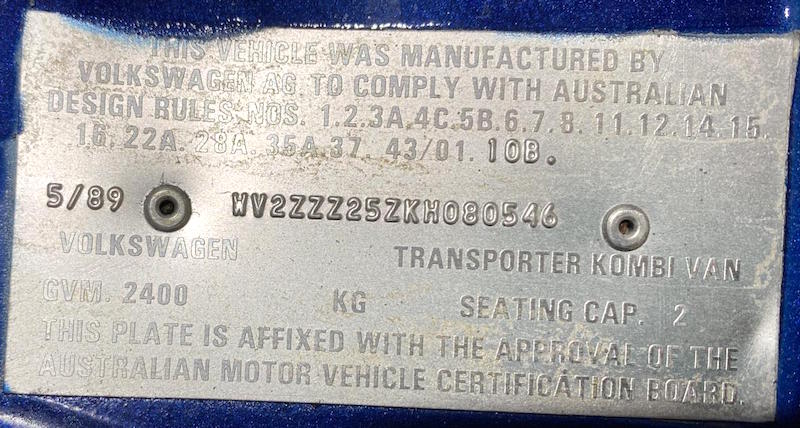 THIS VEHICLE WAS MANUFACTURED BY
VOLKSWAGEN AG. TO COMPLY WITH AUSTRALIAN
DESIGN RULES. NOS. 1.2.3A.4C.5B.6.7.8.11.12.14.15.
16. 22A. 28A. 35A.37. 43/01. 10B.
5/89 WV2ZZZ25ZKH080546
VOLKSWAGEN TRANSPORTER KOMBI VAN
GVM. 2400 KG SEATING CAP. 2
THIS PLATE IS AFFIXED WITH THE APPROVAL OF THE
AUSTRALIAN MOTOR VEHICLE CERTIFICATION BOARD.